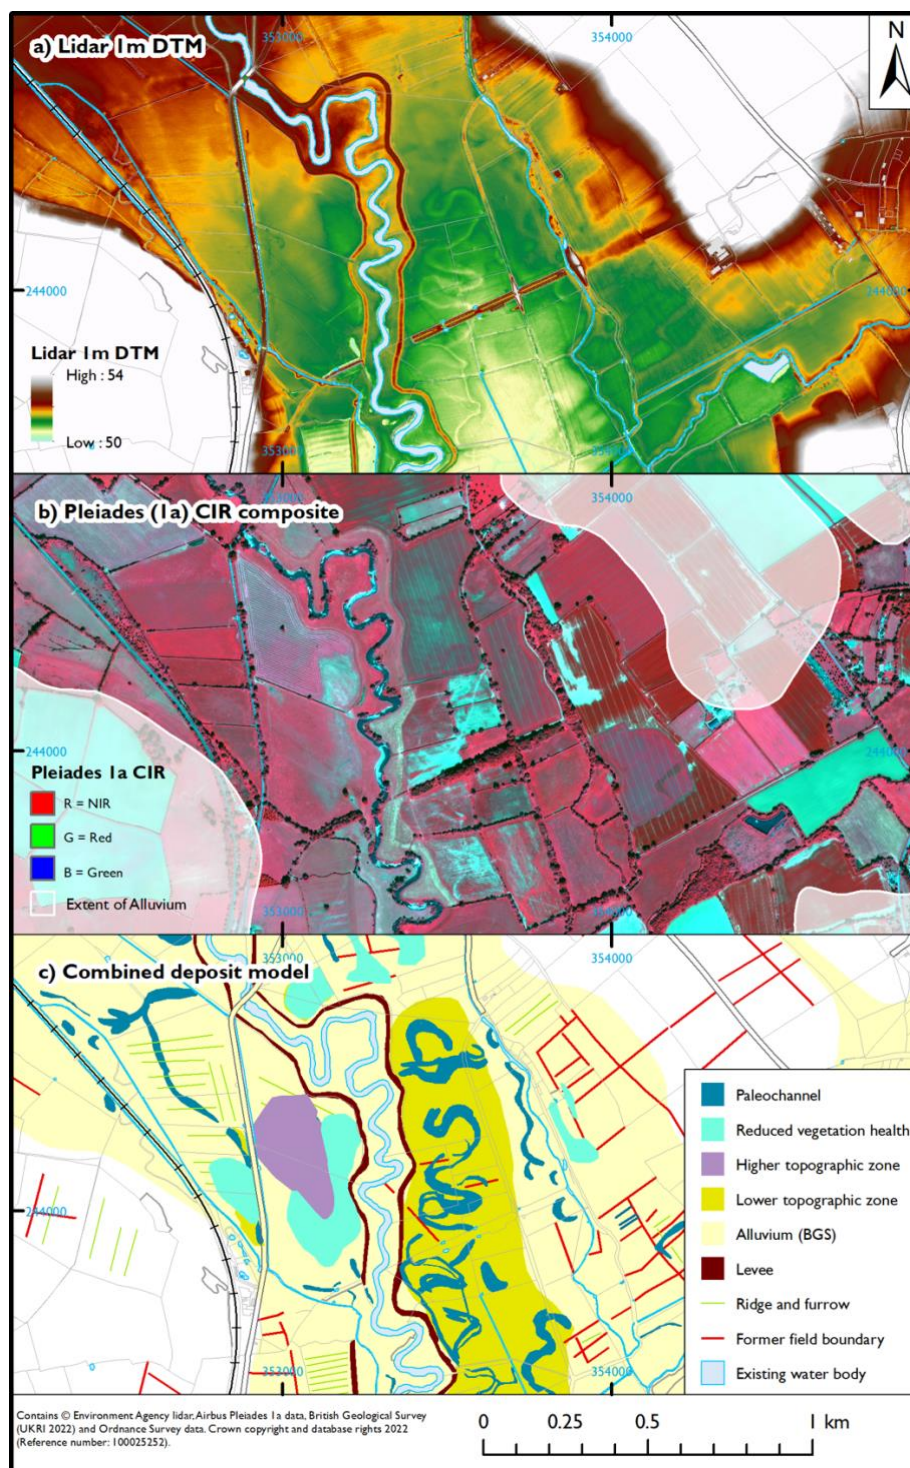 a) Lidar 1m DTM
353000
354000
N
244000
244000
Lidar 1m DTM
High : 54
Low : 50
353000
354000
b) Pleiades (1a) CIR composite
353000
354000
244000
244000
Pleiades 1a CIR
R = NIR
G = Red
B = Green
Extent of Alluvium
353000
354000
c) Combined deposit model
353000
354000
244000
Paleochannel
Reduced vegetation health
Higher topographic zone
Lower topographic zone
Alluvium (BGS)
Levee
Ridge and furrow
Former field boundary
Existing water body
353000
354000
Contains © Environment Agency lidar, Airbus Pleiades 1a data, British Geological Survey
(UKRI 2022) and Ordnance Survey data. Crown copyright and database rights 2022
(Reference number: 100025252).
0 0.25 0.5 1 km